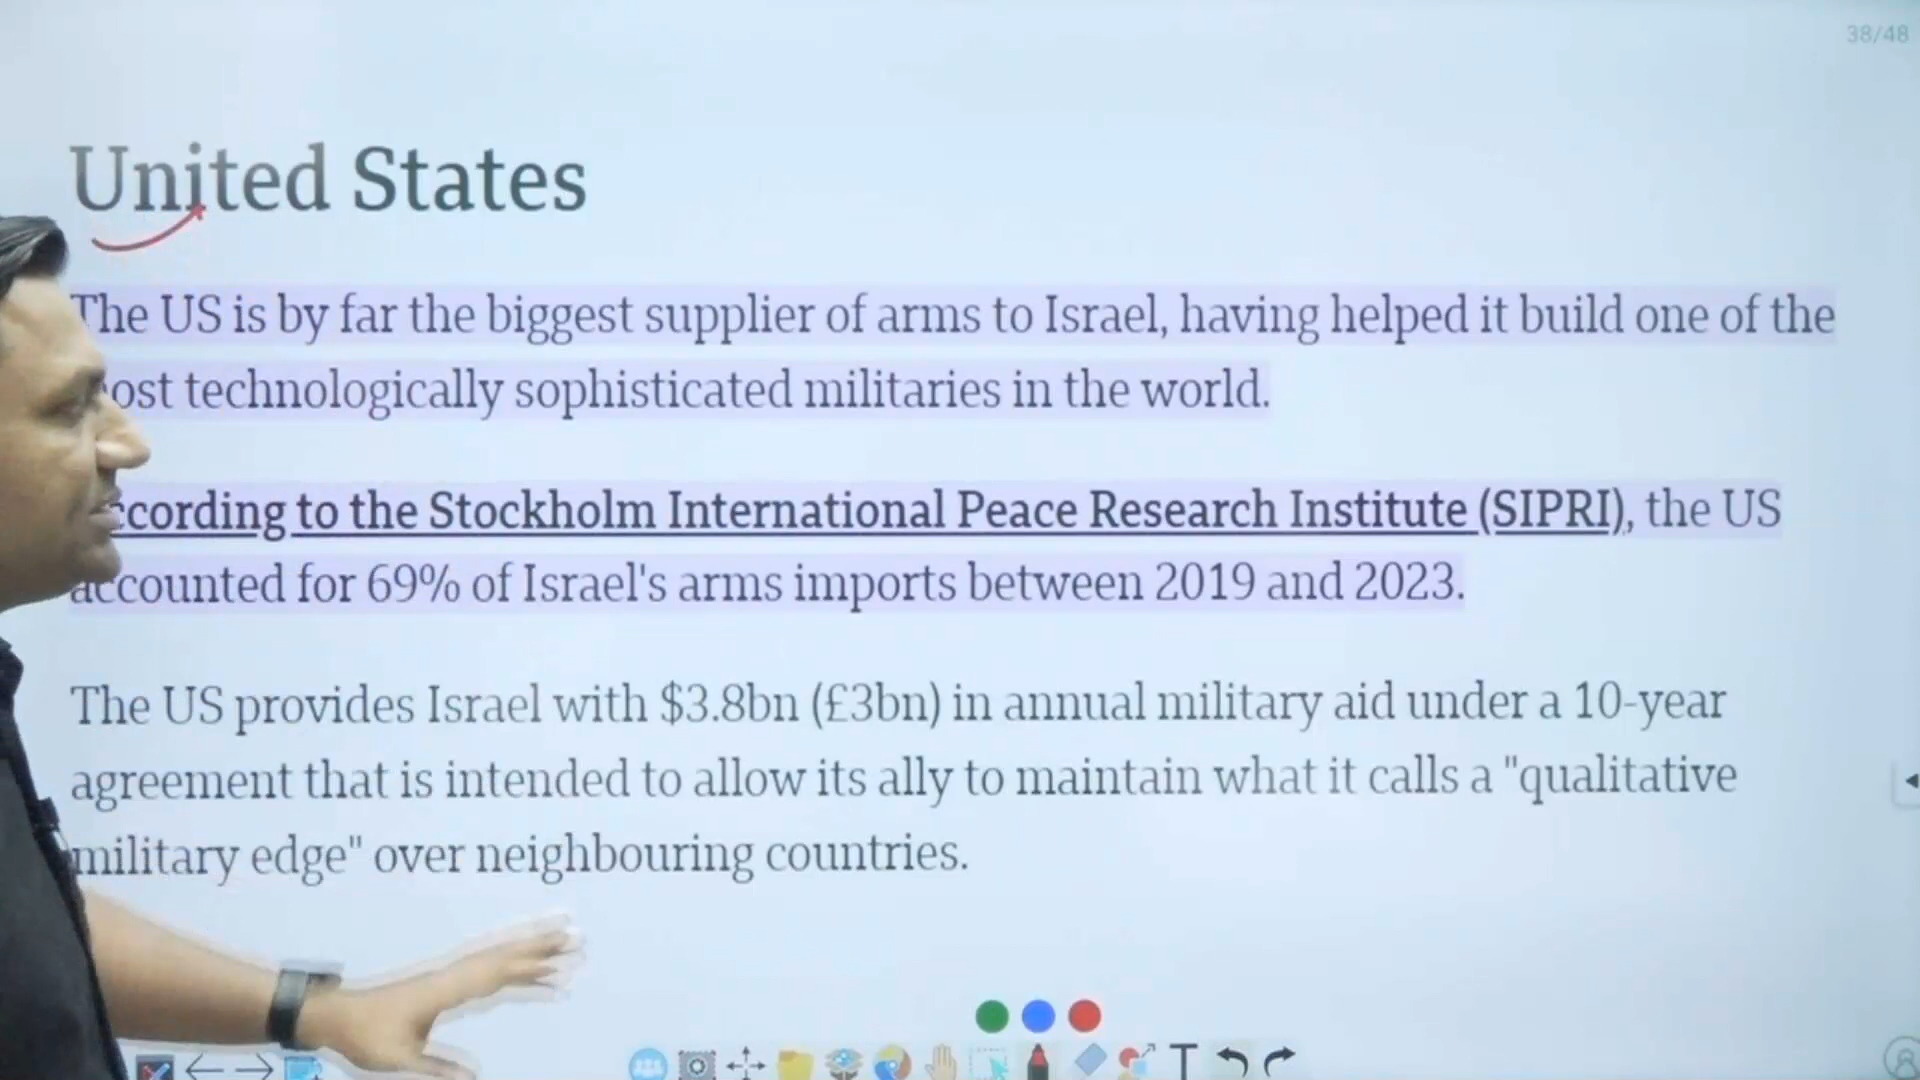 38/48
United States
The US is by far the biggest supplier of arms to Israel, having helped it build one of the
ost technologically sophisticated militaries in the world.
ccording to the Stockholm International Peace Research Institute (SIPRI), the US
accounted for 69% of Israel's arms imports between 2019 and 2023.
The US provides Israel with $3.8bn (£3bn) in annual military aid under a 10-year
agreement that is intended to allow its ally to maintain what it calls a "qualitative
military edge" over neighbouring countries.
T